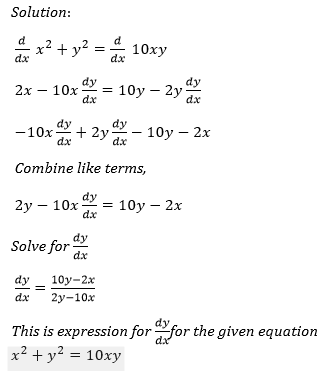 Solution:
d/dx x² + y² = d/dx 10xy
2x − 10x dy/dx = 10y − 2y dy/dx
−10x dy/dx + 2y dy/dx − 10y − 2x
Combine like terms,
2y − 10x dy/dx = 10y − 2x
Solve for dy/dx
dy/dx = 10y−2x/2y−10x
This is expression for dy/dx for the given equation
x² + y² = 10xy